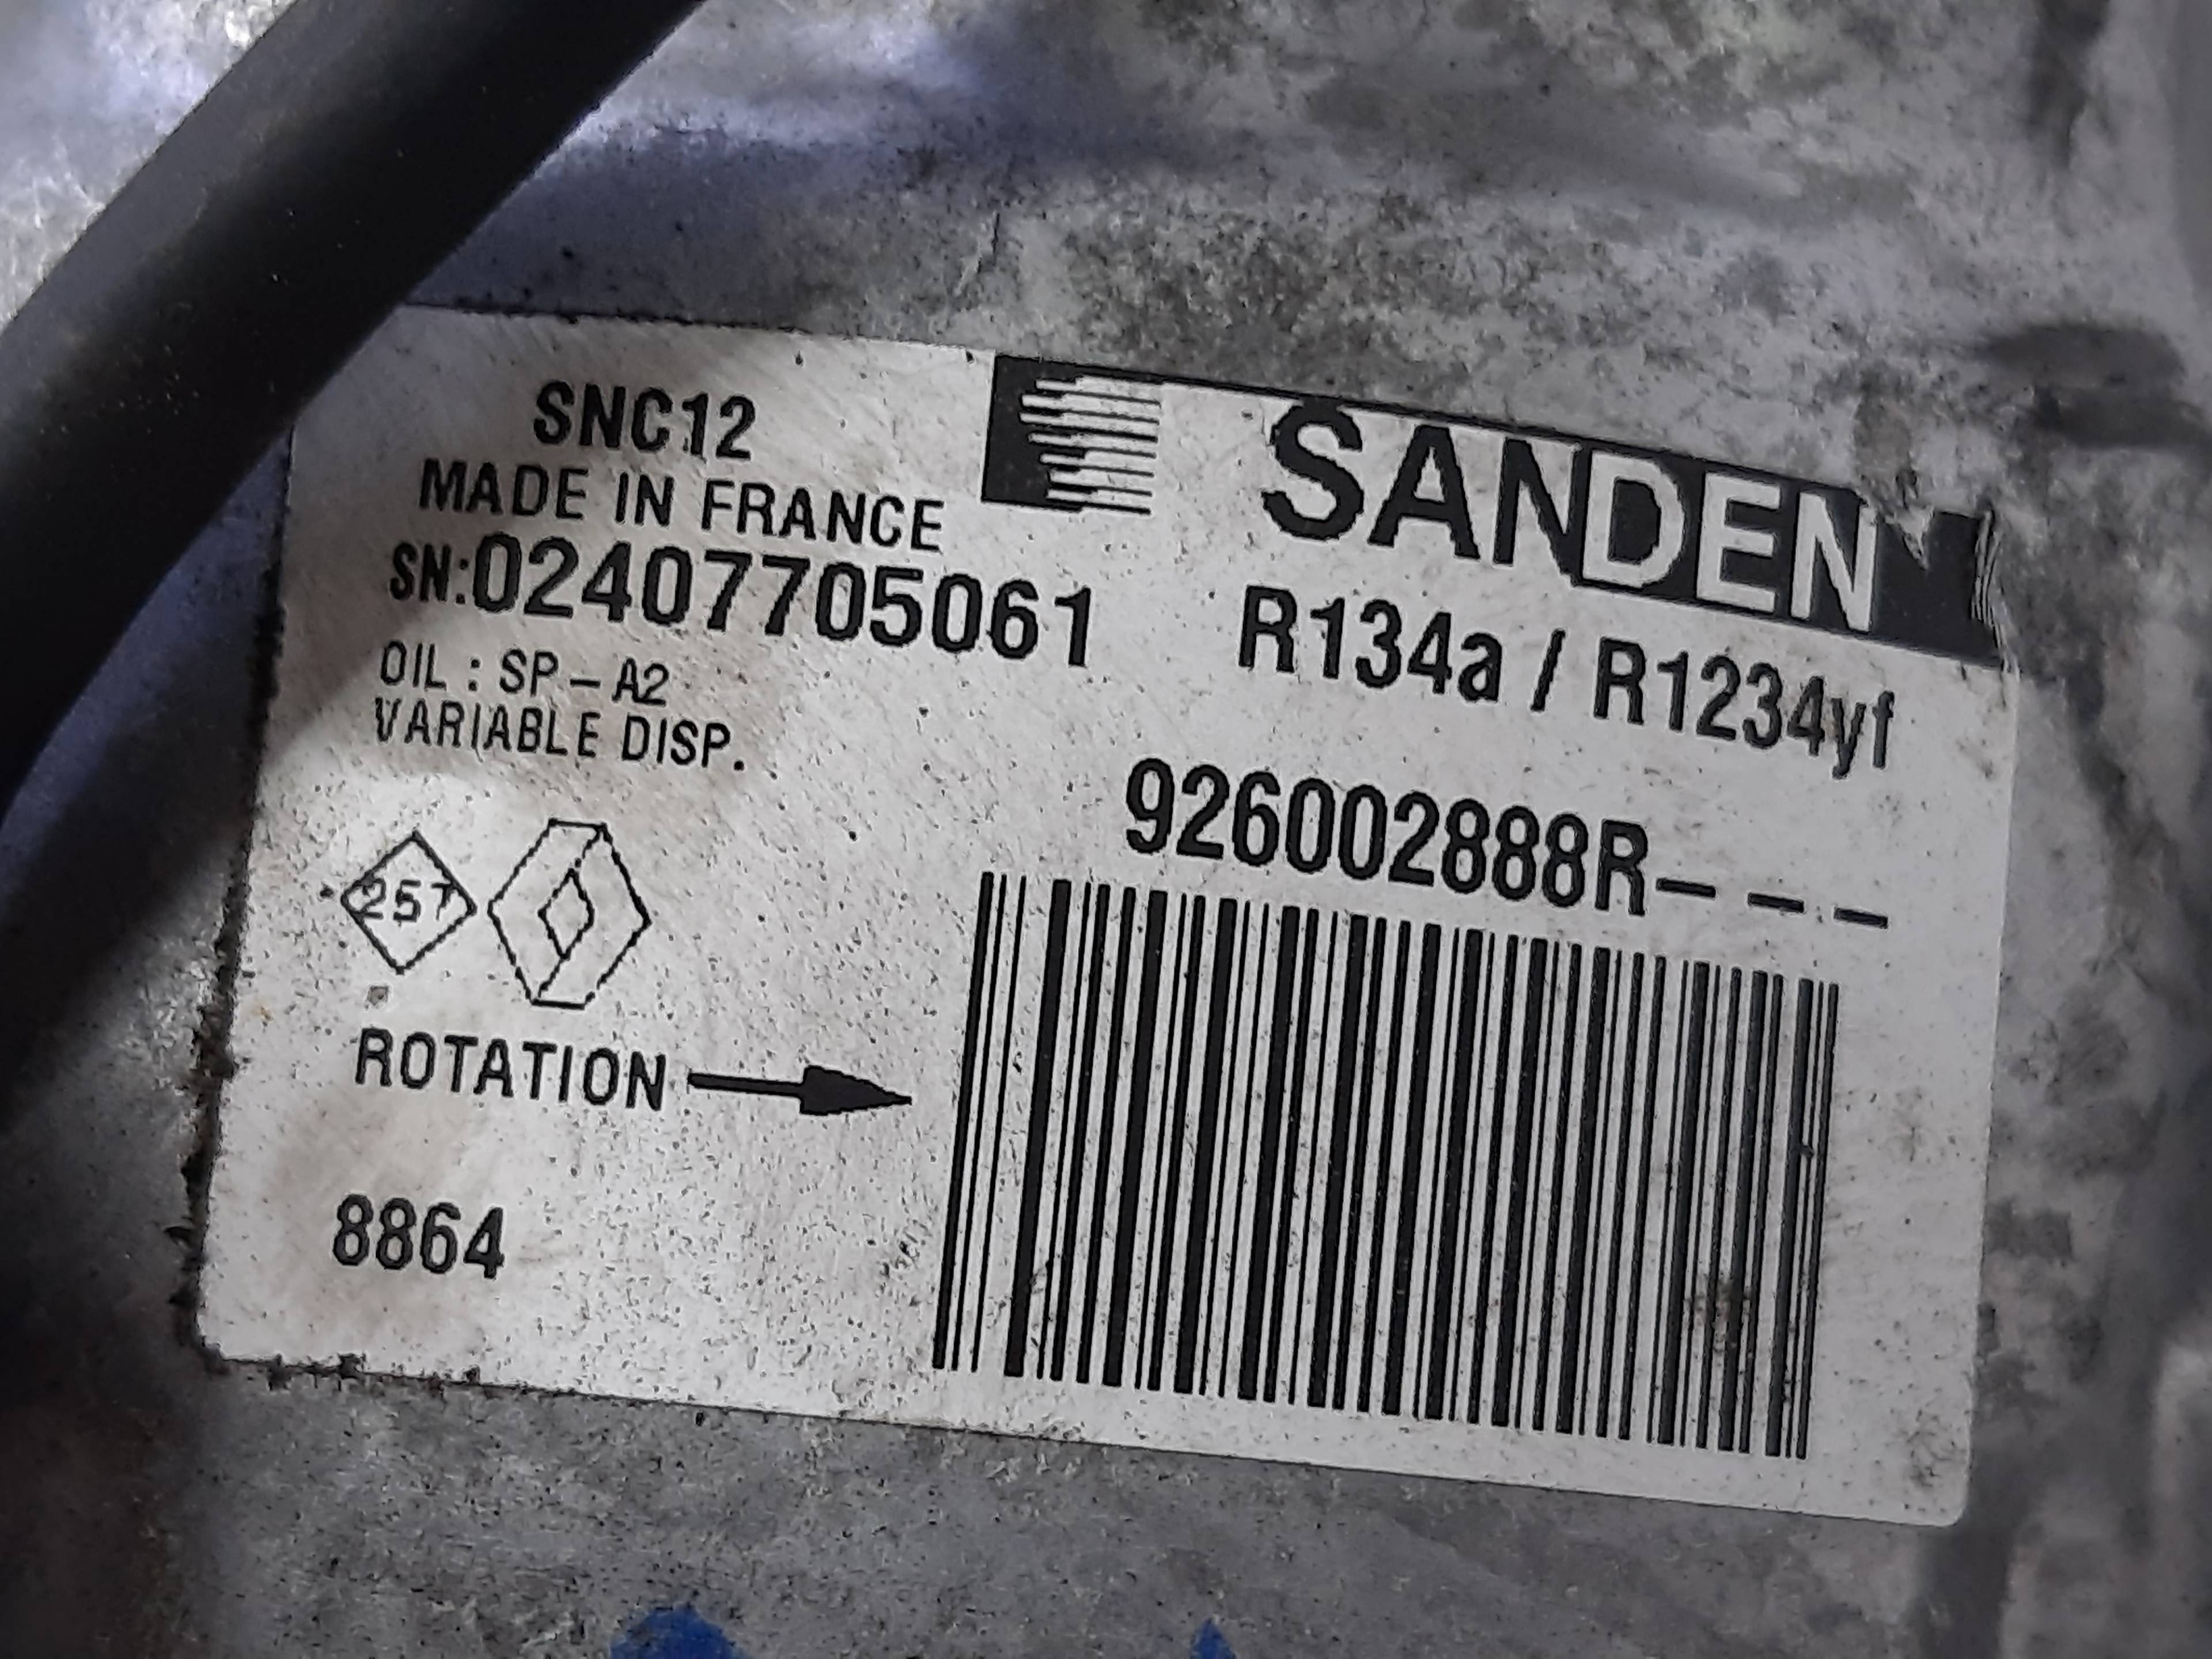 SNC12
MADE IN FRANCE
SN:02407705061
OIL : SP-A2
VARIABLE DISP.
SANDEN
R134a / R1234yf
926002888R---
257
ROTATION
8864